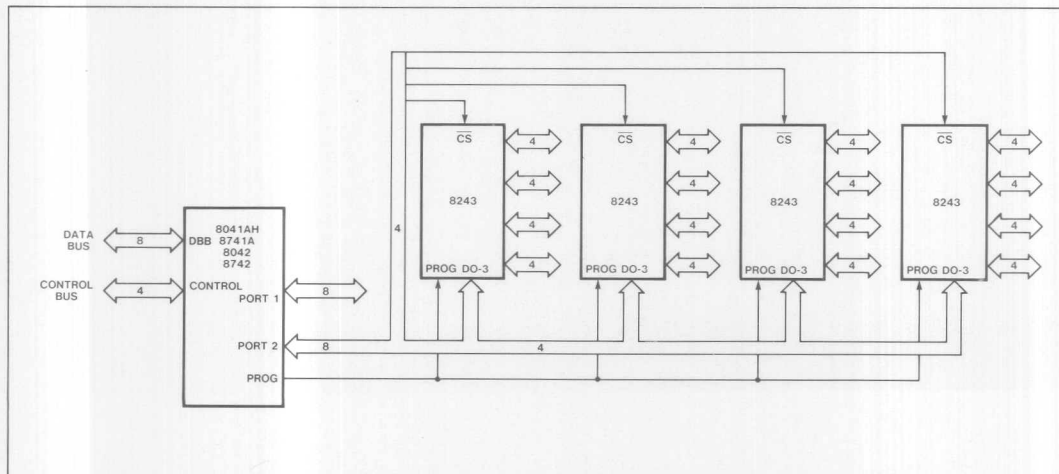 CS
CS
CS
CS
4 4 4 4
8243 8243 8243 8243
4 4 4 4
4
4 4 4 4
PROG DO-3 PROG DO-3 PROG DO-3 PROG DO-3
4 4 4 4
DATA BUS
8
DBB
8041AH
8741A
8042
8742
CONTROL BUS
4
CONTROL
PORT 1
8
PORT 2
8
4
PROG